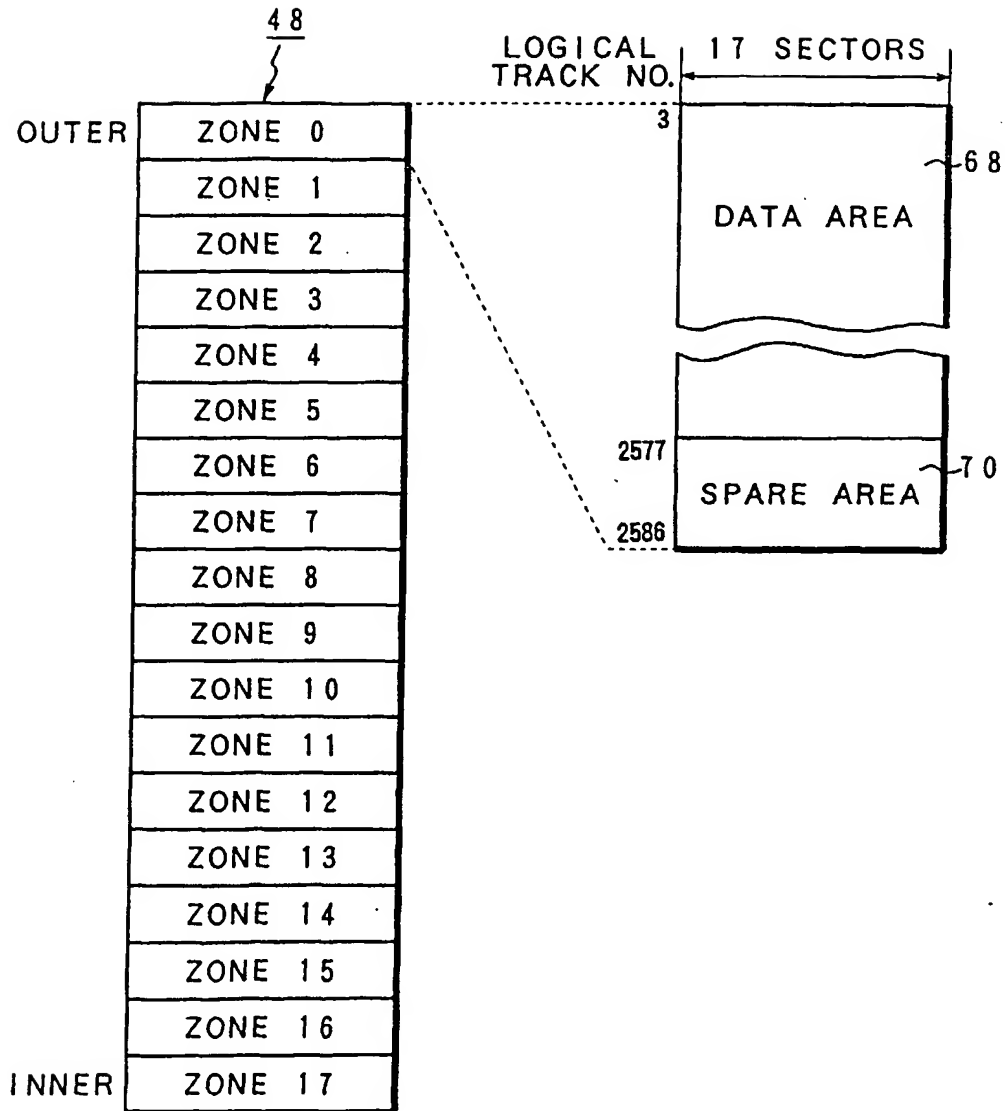 48
OUTER
ZONE 0
ZONE 1
ZONE 2
ZONE 3
ZONE 4
ZONE 5
ZONE 6
ZONE 7
ZONE 8
ZONE 9
ZONE 10
ZONE 11
ZONE 12
ZONE 13
ZONE 14
ZONE 15
ZONE 16
INNER
ZONE 17
LOGICAL
TRACK NO.
17 SECTORS
3
68
DATA AREA
2577
70
SPARE AREA
2586